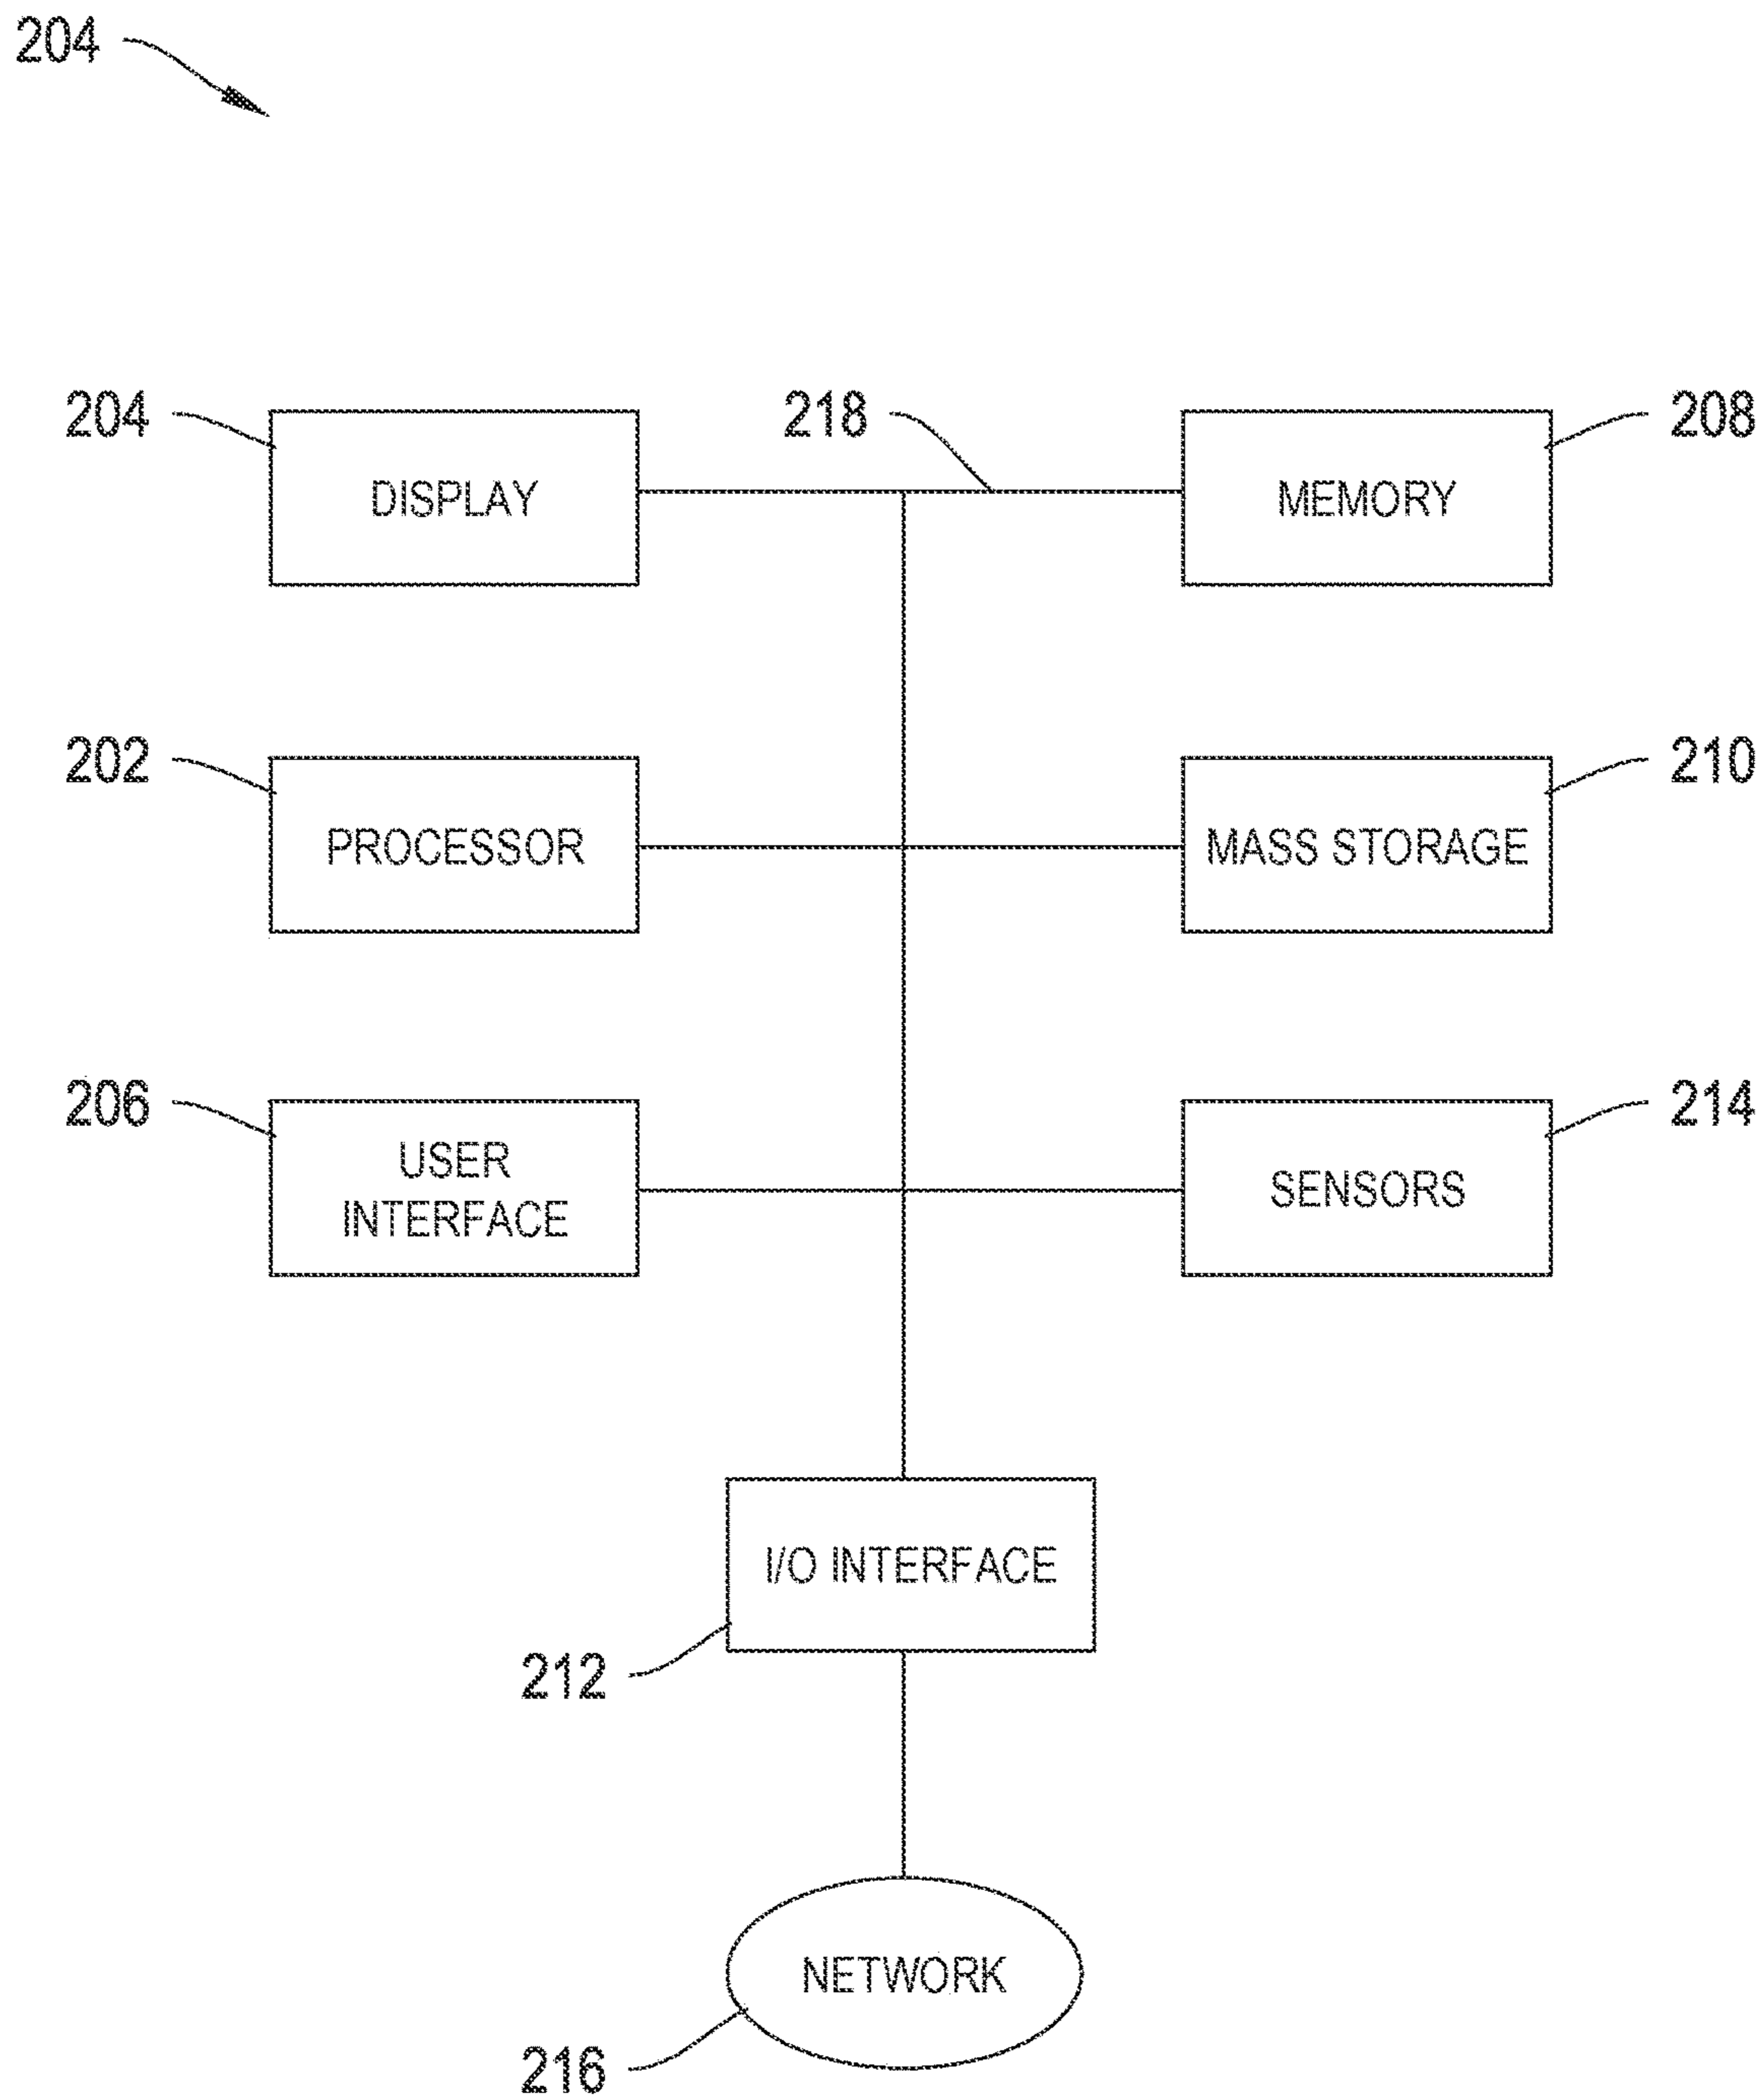 204
204
218
208
DISPLAY
MEMORY
202
210
PROCESSOR
MASS STORAGE
206
214
USER
INTERFACE
SENSORS
I/O INTERFACE
212
NETWORK
216